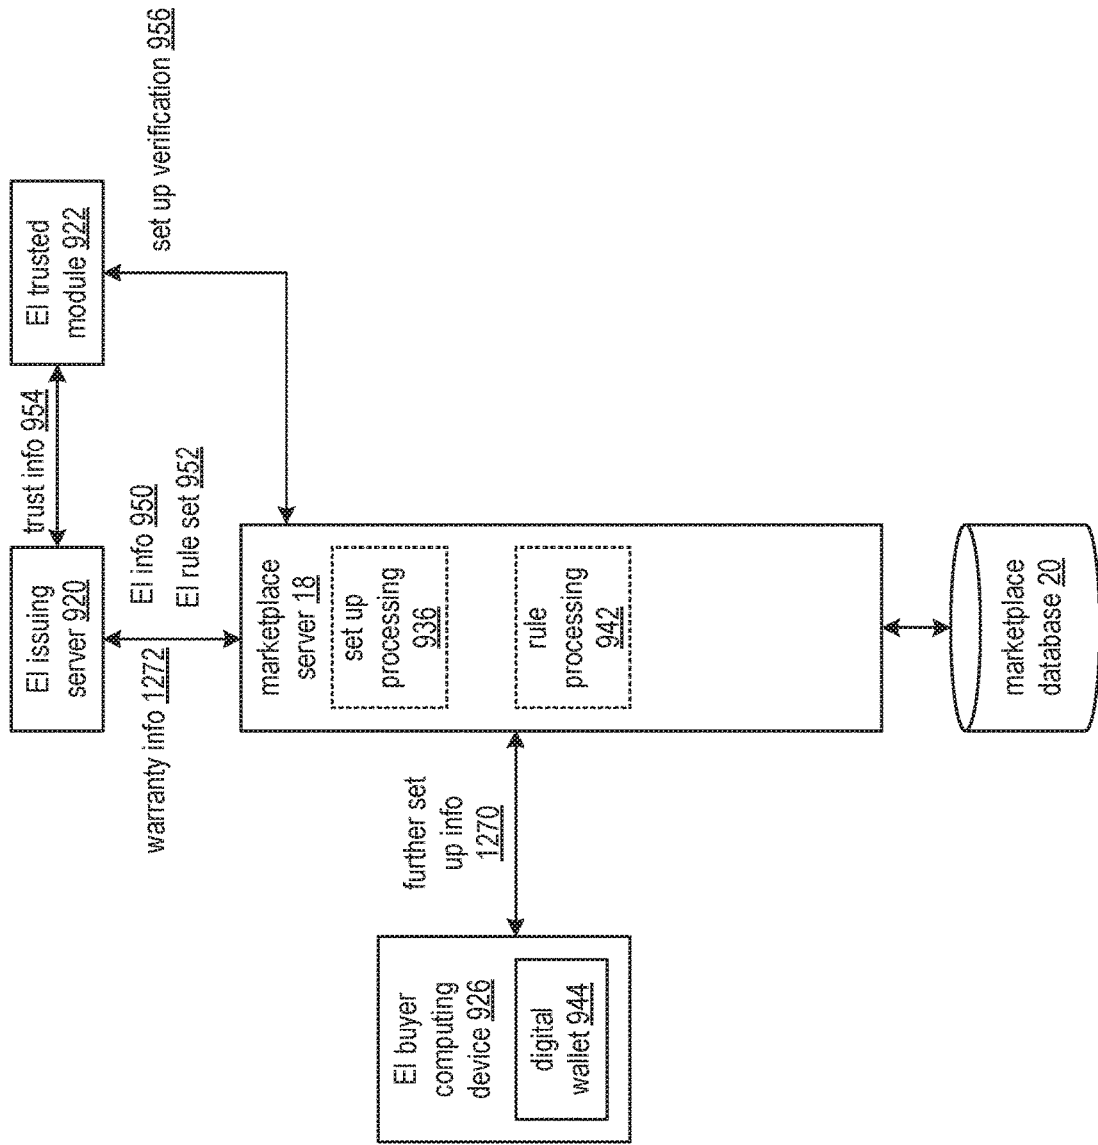 EI issuing
server 920
trust info 954
EI trusted
module 922
warranty info 1272
EI info 950
EI rule set 952
set up verification 956
marketplace
server 18
set up
processing
936
rule
processing
942
further set
up info
1270
EI buyer
computing
device 926
digital
wallet 944
marketplace
database 20